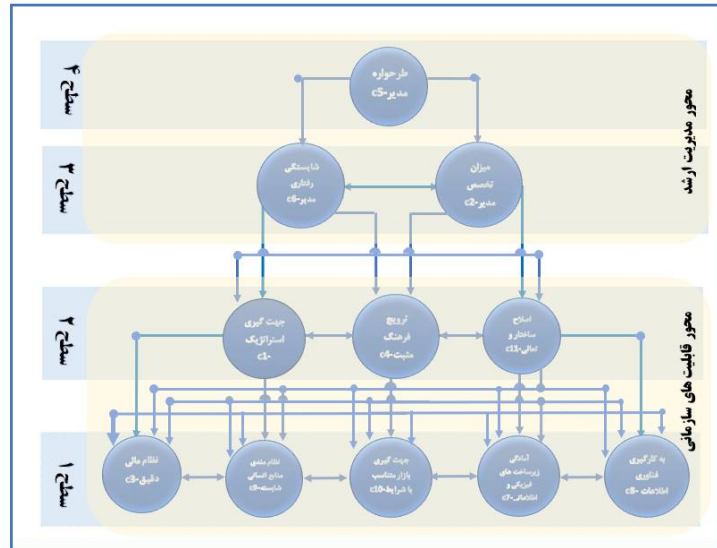 سطح ۴
طرحواره
مدیر-c5
محور مدیریت ارشد
سطح ۳
شایستگی
رفتاری
مدیر-c6
میزان
تخصص
مدیر-c2
سطح ۲
جهت گیری
استراتژیک
c1-
ترویج
فرهنگ
مثبت-c4
اصلاح
ساختار و
تعالی-c11
محور قابلیت های سازمانی
سطح ۱
نظام مالی
دقیق-c3
نظام مندی
منابع انسانی
شایسته-c9
جهت گیری
بازار متناسب
با شرایط-c10
آمادگی
زیرساخت های
فیزیکی و
اطلاعاتی-c7
به کارگیری
فناوری
اطلاعات -c8